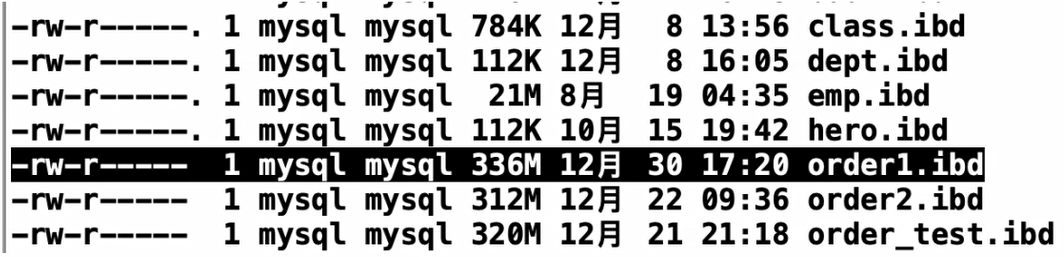 -rw-r-----. 1 mysql mysql 784K 12月   8 13:56 class.ibd
-rw-r-----. 1 mysql mysql 112K 12月   8 16:05 dept.ibd
-rw-r-----. 1 mysql mysql  21M 8月   19 04:35 emp.ibd
-rw-r-----. 1 mysql mysql 112K 10月  15 19:42 hero.ibd
-rw-r-----  1 mysql mysql 336M 12月  30 17:20 order1.ibd
-rw-r-----  1 mysql mysql 312M 12月  22 09:36 order2.ibd
-rw-r-----  1 mysql mysql 320M 12月  21 21:18 order_test.ibd